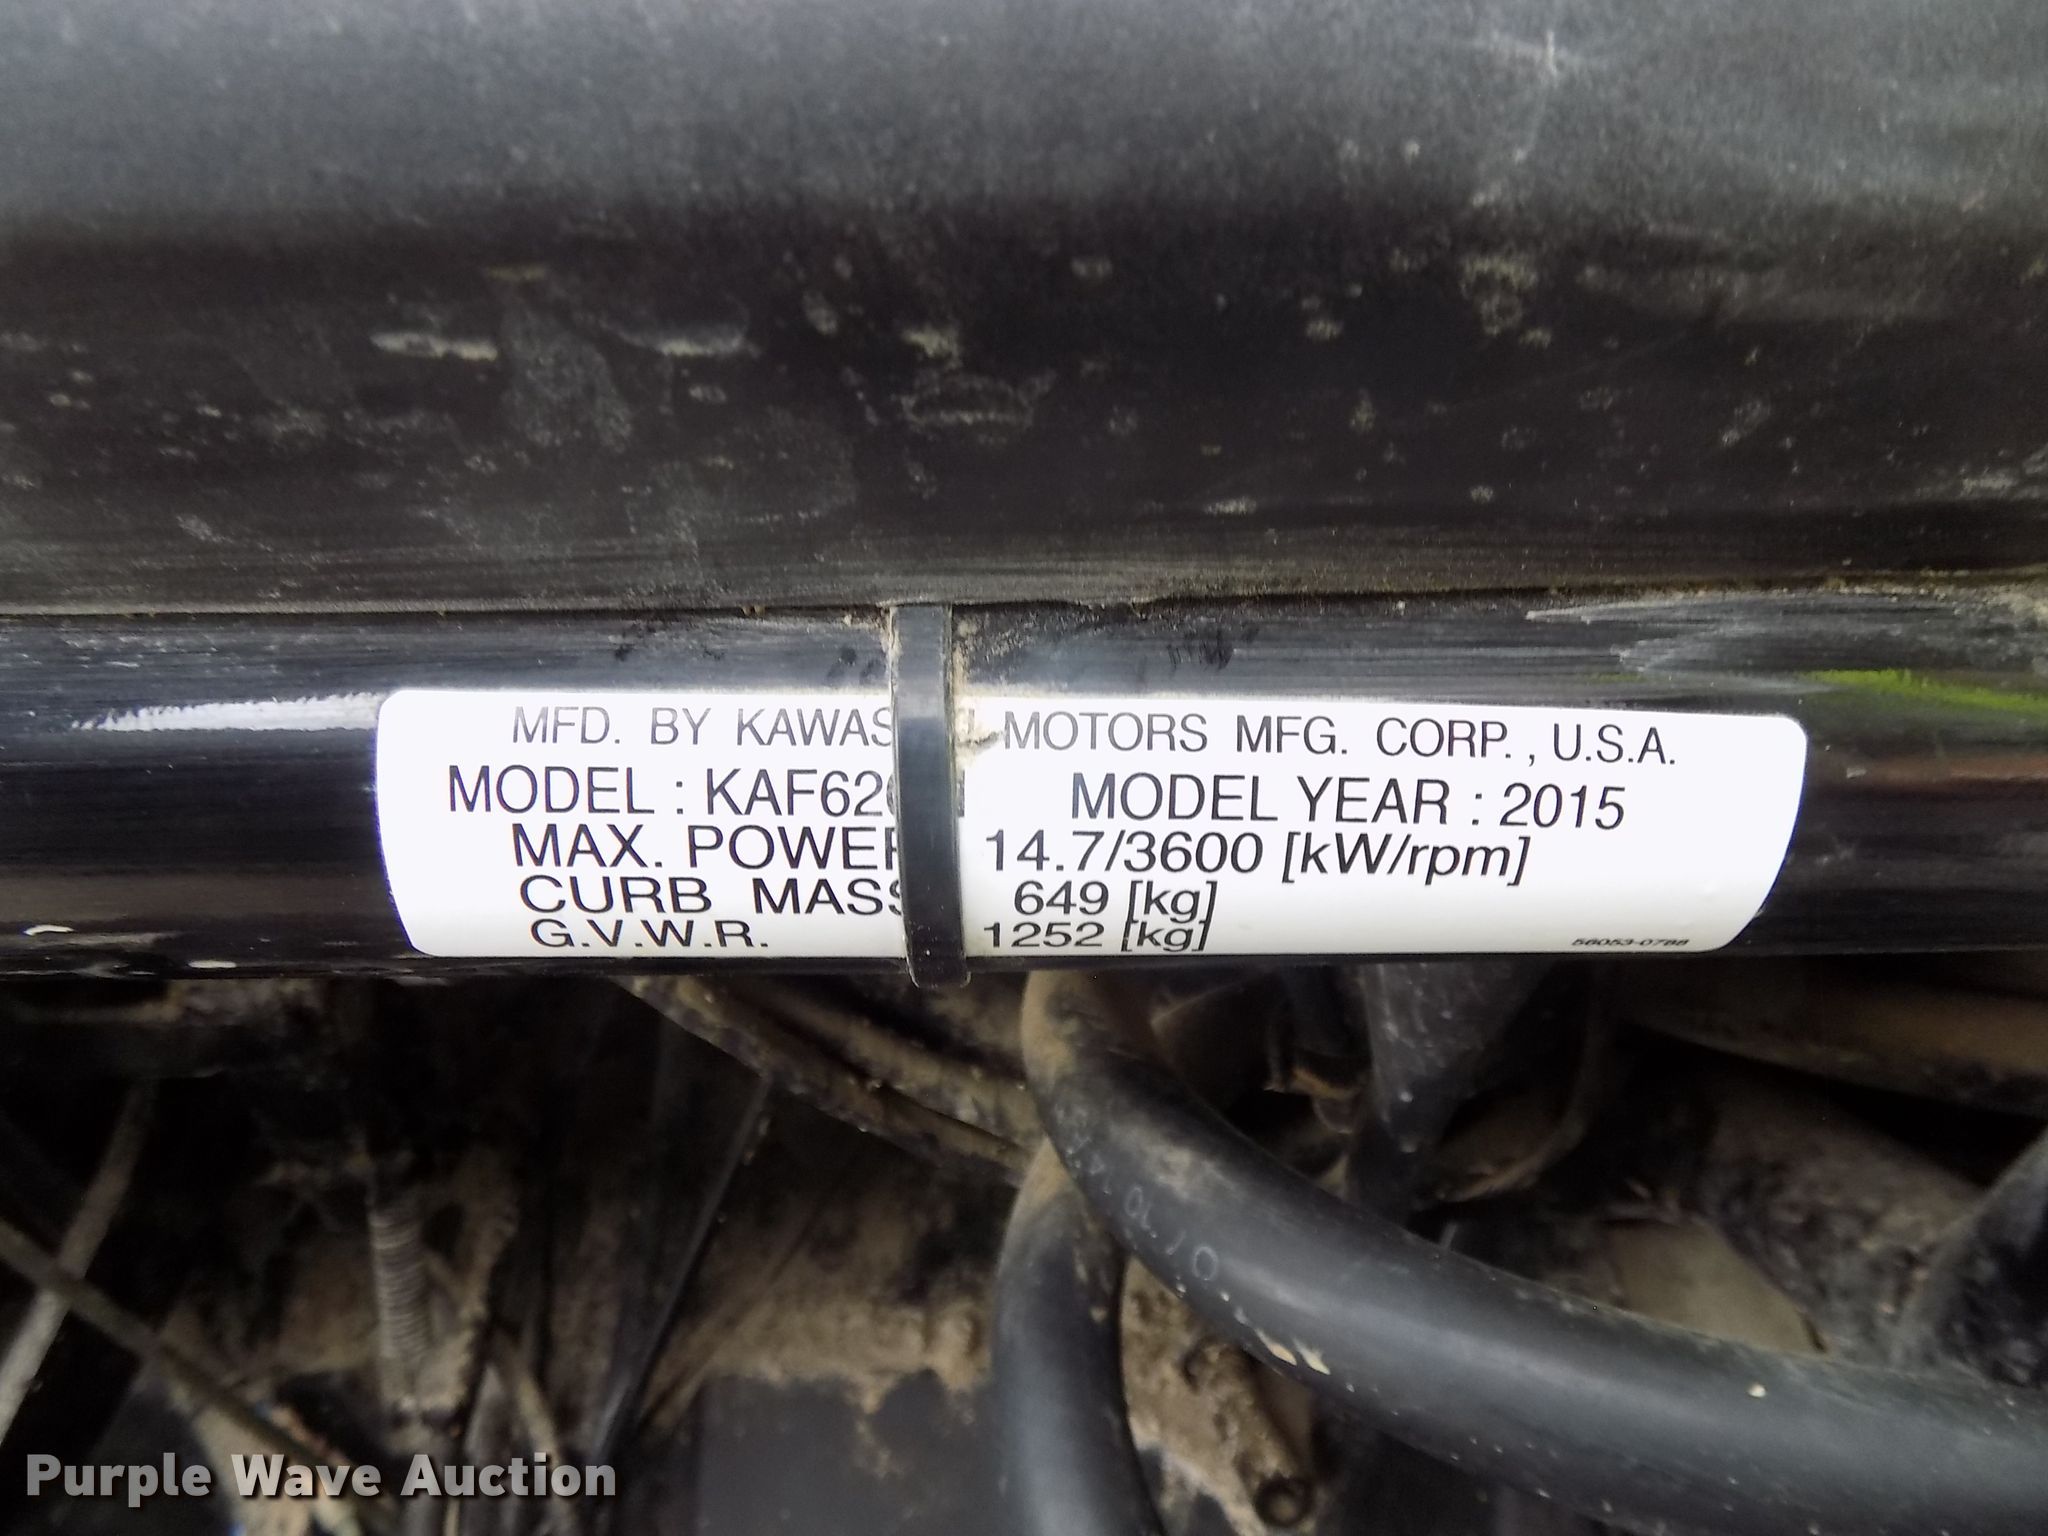 MFD. BY KAWAS MOTORS MFG. CORP., U.S.A.
MODEL : MODEL YEAR : 2015
MAX. POWER 14.7/3600 [kW/rpm]
CURB MASS 649 [kg]
G.V.W.R. 1252 [kg]
56053-0788
Purple Wave Auction